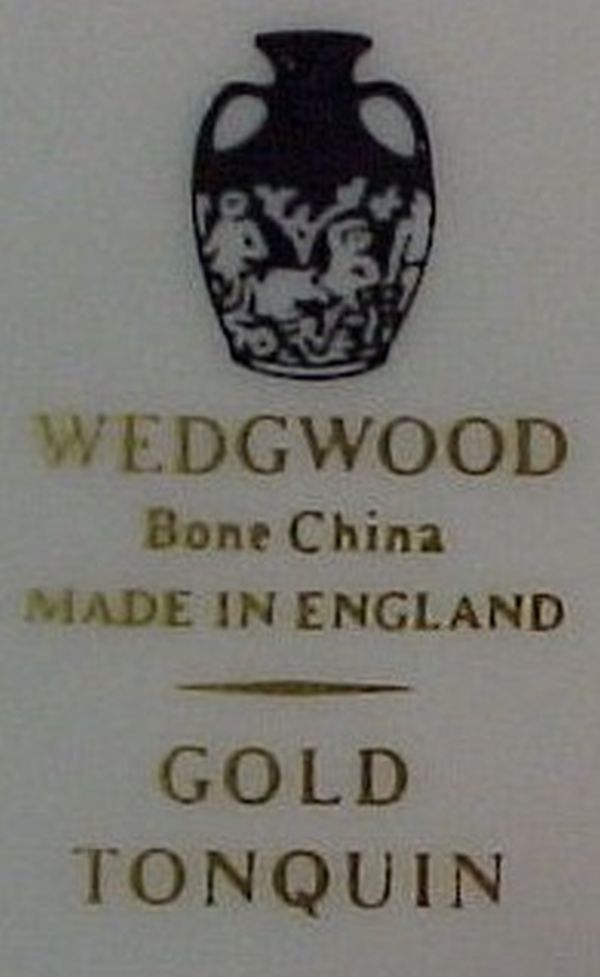 WEDGWOOD
Bone China
MADE IN ENGLAND
GOLD
TONQUIN